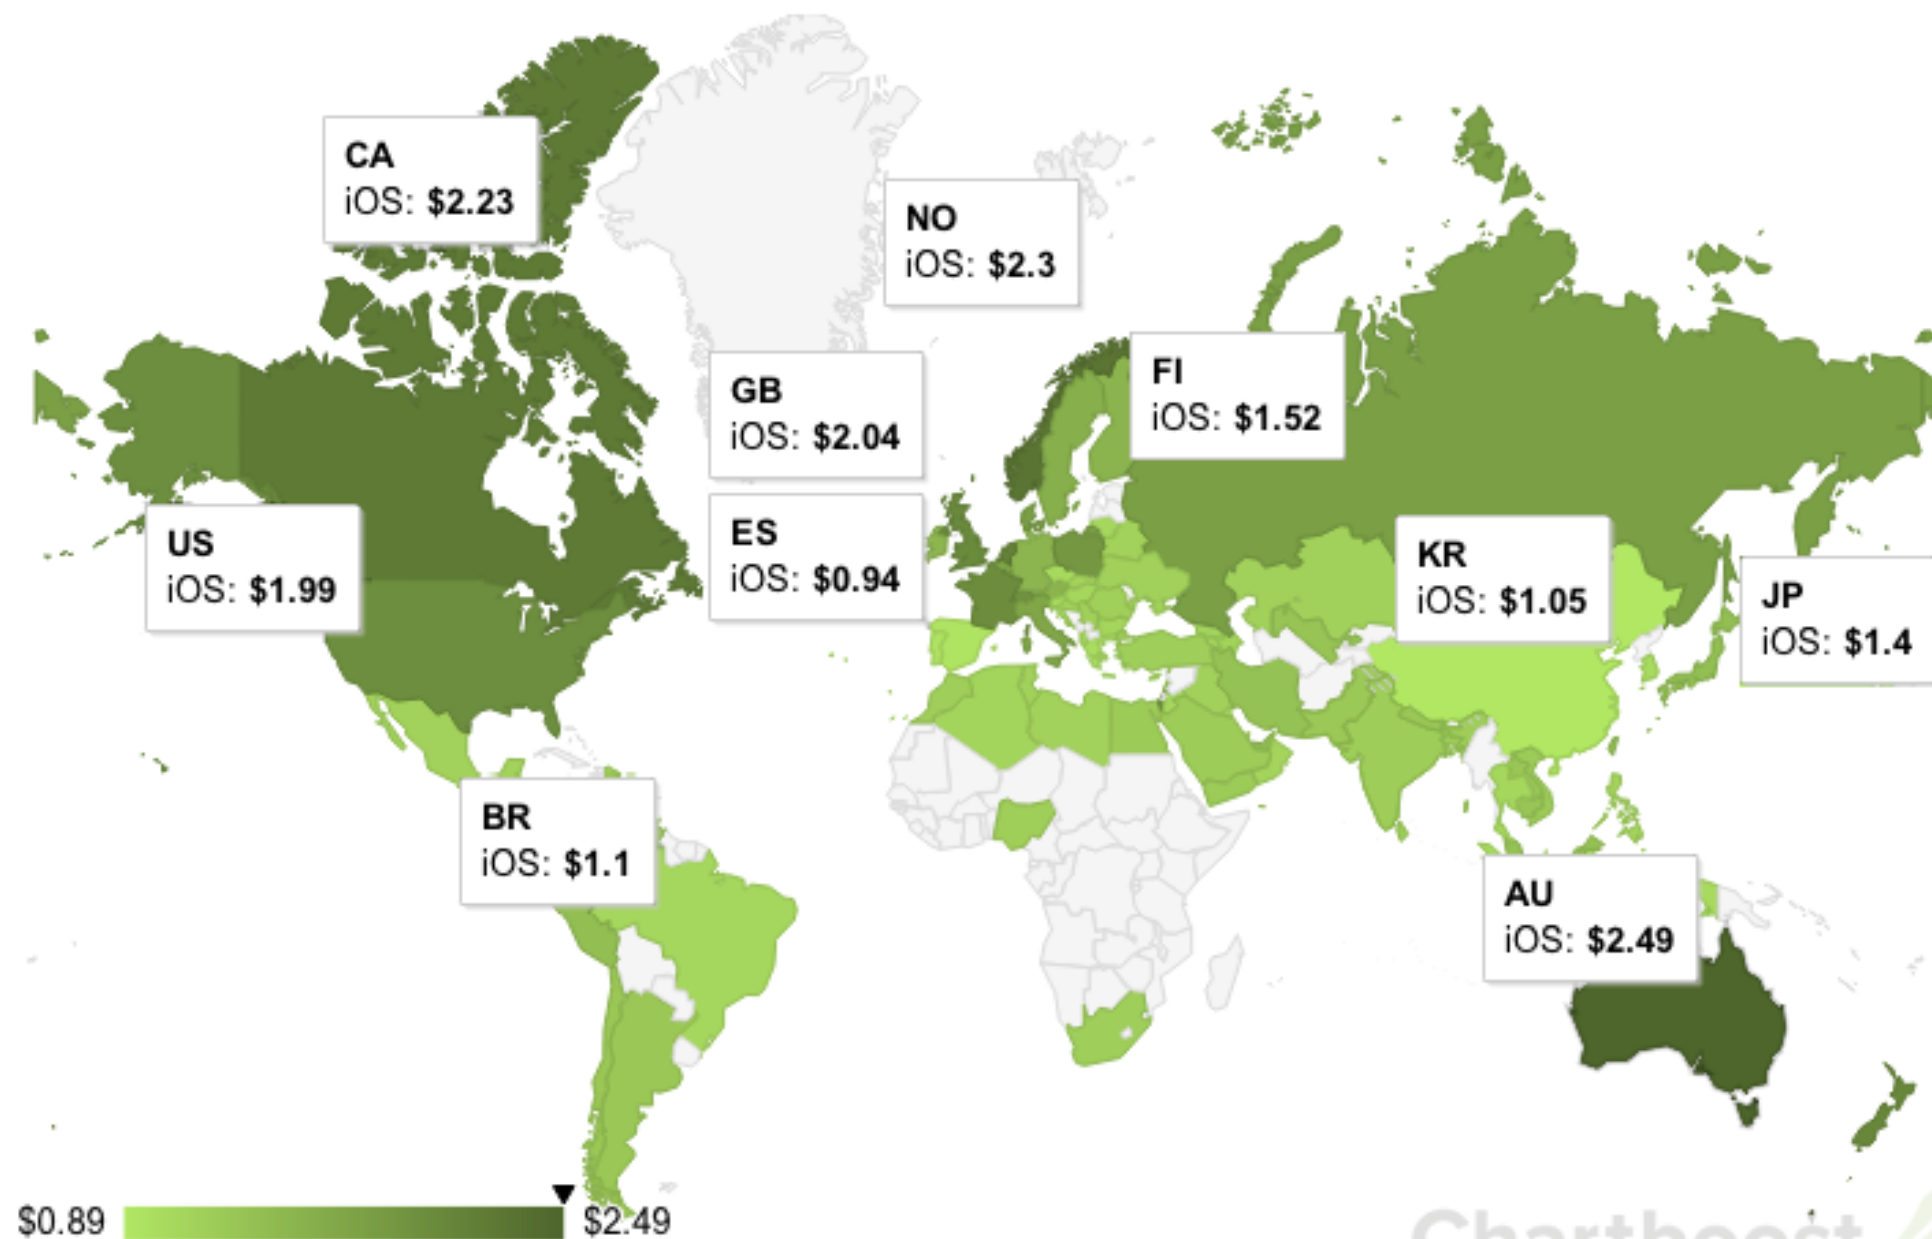 CA
iOS: $2.23
NO
iOS: $2.3
GB
iOS: $2.04
FI
iOS: $1.52
US
iOS: $1.99
ES
iOS: $0.94
KR
iOS: $1.05
JP
iOS: $1.4
BR
iOS: $1.1
AU
iOS: $2.49
$0.89
$2.49
Chartboost